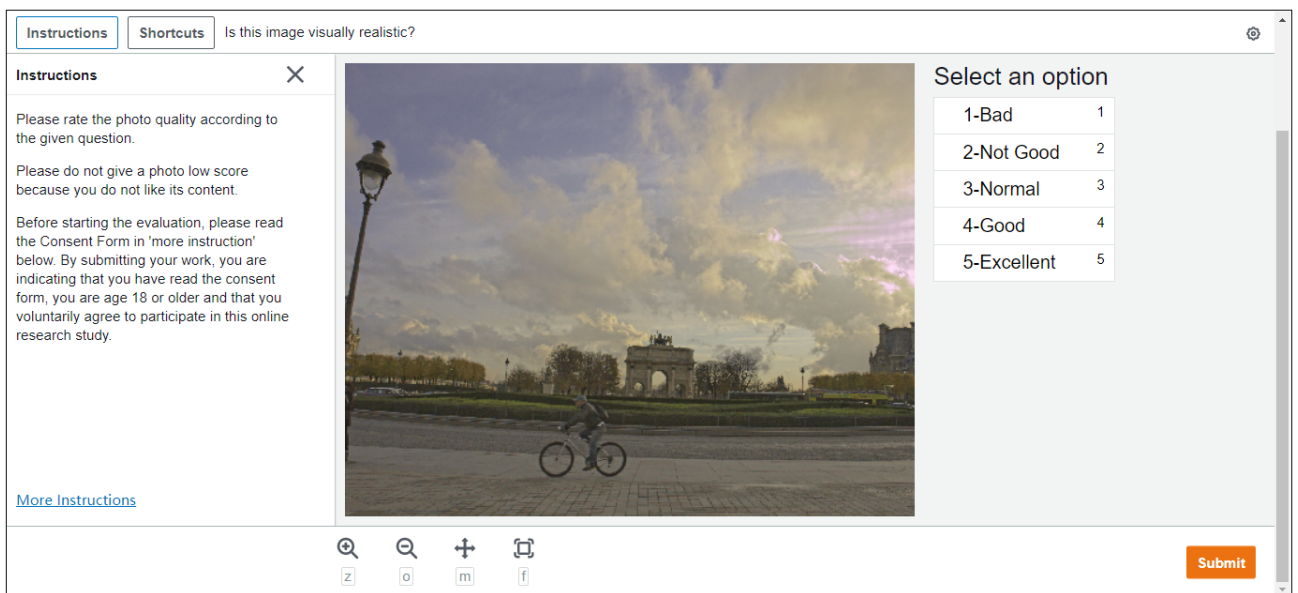 Instructions
Shortcuts
Is this image visually realistic?
Instructions
Please rate the photo quality according to
the given question.
Please do not give a photo low score
because you do not like its content.
Before starting the evaluation, please read
the Consent Form in 'more instruction'
below. By submitting your work, you are
indicating that you have read the consent
form, you are age 18 or older and that you
voluntarily agree to participate in this online
research study.
More Instructions
Select an option
1-Bad 1
2-Not Good 2
3-Normal 3
4-Good 4
5-Excellent 5
z
o
m
f
Submit